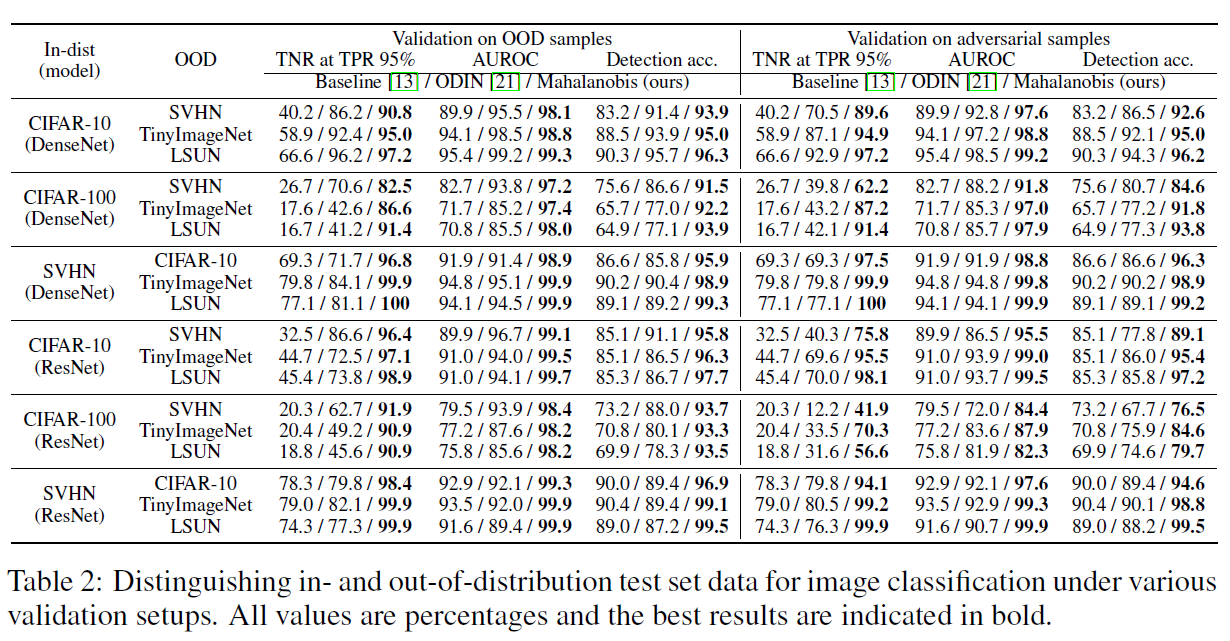 In-dist (model) OOD Validation on OOD samples Validation on adversarial samples
TNR at TPR 95% AUROC Detection acc. TNR at TPR 95% AUROC Detection acc.
Baseline [13] / ODIN [21] / Mahalanobis (ours) Baseline [13] / ODIN [21] / Mahalanobis (ours)
CIFAR-10 (DenseNet) SVHN 40.2 / 86.2 / 90.8 89.9 / 95.5 / 98.1 83.2 / 91.4 / 93.9 40.2 / 70.5 / 89.6 89.9 / 92.8 / 97.6 83.2 / 86.5 / 92.6
TinyImageNet 58.9 / 92.4 / 95.0 94.1 / 98.5 / 98.8 88.5 / 93.9 / 95.0 58.9 / 87.1 / 94.9 94.1 / 97.2 / 98.8 88.5 / 92.1 / 95.0
LSUN 66.6 / 96.2 / 97.2 95.4 / 99.2 / 99.3 90.3 / 95.7 / 96.3 66.6 / 92.9 / 97.2 95.4 / 98.5 / 99.2 90.3 / 94.3 / 96.2
CIFAR-100 (DenseNet) SVHN 26.7 / 70.6 / 82.5 82.7 / 93.8 / 97.2 75.6 / 86.6 / 91.5 26.7 / 39.8 / 62.2 82.7 / 88.2 / 91.8 75.6 / 80.7 / 84.6
TinyImageNet 17.6 / 42.6 / 86.6 71.7 / 85.2 / 97.4 65.7 / 77.0 / 92.2 17.6 / 43.2 / 87.2 71.7 / 85.3 / 97.0 65.7 / 77.2 / 91.8
LSUN 16.7 / 41.2 / 91.4 70.8 / 85.5 / 98.0 64.9 / 77.1 / 93.9 16.7 / 42.1 / 91.4 70.8 / 85.7 / 97.9 64.9 / 77.3 / 93.8
SVHN (DenseNet) CIFAR-10 69.3 / 71.7 / 96.8 91.9 / 91.4 / 98.9 86.6 / 85.8 / 95.9 69.3 / 69.3 / 97.5 91.9 / 91.9 / 98.8 86.6 / 86.6 / 96.3
TinyImageNet 79.8 / 84.1 / 99.9 94.8 / 95.1 / 99.9 90.2 / 90.4 / 98.9 79.8 / 79.8 / 99.9 94.8 / 94.8 / 99.8 90.2 / 90.2 / 98.9
LSUN 77.1 / 81.1 / 100 94.1 / 94.5 / 99.9 89.1 / 89.2 / 99.3 77.1 / 77.1 / 100 94.1 / 94.1 / 99.9 89.1 / 89.1 / 99.2
CIFAR-10 (ResNet) SVHN 32.5 / 86.6 / 96.4 89.9 / 96.7 / 99.1 85.1 / 91.1 / 95.8 32.5 / 40.3 / 75.8 89.9 / 86.5 / 95.5 85.1 / 77.8 / 89.1
TinyImageNet 44.7 / 72.5 / 97.1 91.0 / 94.0 / 99.5 85.1 / 86.5 / 96.3 44.7 / 69.6 / 95.5 91.0 / 93.9 / 99.0 85.1 / 86.0 / 95.4
LSUN 45.4 / 73.8 / 98.9 91.0 / 94.1 / 99.7 85.3 / 86.7 / 97.7 45.4 / 70.0 / 98.1 91.0 / 93.7 / 99.5 85.3 / 85.8 / 97.2
CIFAR-100 (ResNet) SVHN 20.3 / 62.7 / 91.9 79.5 / 93.9 / 98.4 73.2 / 88.0 / 93.7 20.3 / 12.2 / 41.9 79.5 / 72.0 / 84.4 73.2 / 67.7 / 76.5
TinyImageNet 20.4 / 49.2 / 90.9 77.2 / 87.6 / 98.2 70.8 / 80.1 / 93.3 20.4 / 33.5 / 70.3 77.2 / 83.6 / 87.9 70.8 / 75.9 / 84.6
LSUN 18.8 / 45.6 / 90.9 75.8 / 85.6 / 98.2 69.9 / 78.3 / 93.5 18.8 / 31.6 / 56.6 75.8 / 81.9 / 82.3 69.9 / 74.6 / 79.7
SVHN (ResNet) CIFAR-10 78.3 / 79.8 / 98.4 92.9 / 92.1 / 99.3 90.0 / 89.4 / 96.9 78.3 / 79.8 / 94.1 92.9 / 92.1 / 97.6 90.0 / 89.4 / 94.6
TinyImageNet 79.0 / 82.1 / 99.9 93.5 / 92.0 / 99.9 90.4 / 89.4 / 99.1 79.0 / 80.5 / 99.2 93.5 / 92.9 / 99.3 90.4 / 90.1 / 98.8
LSUN 74.3 / 77.3 / 99.9 91.6 / 89.4 / 99.9 89.0 / 87.2 / 99.5 74.3 / 76.3 / 99.9 91.6 / 90.7 / 99.9 89.0 / 88.2 / 99.5
Table 2: Distinguishing in- and out-of-distribution test set data for image classification under various
validation setups. All values are percentages and the best results are indicated in bold.